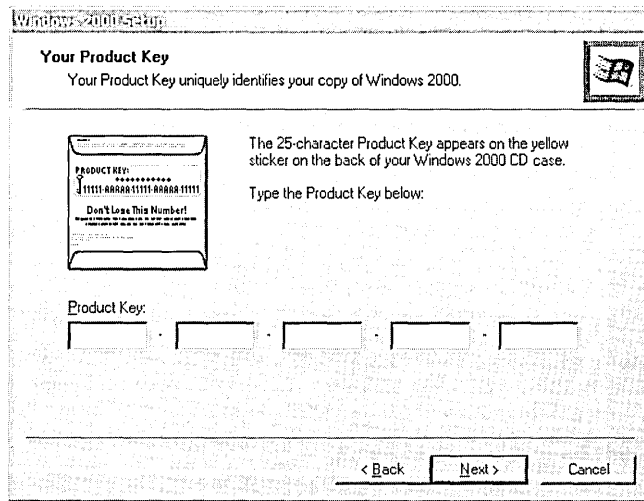 Windows 2000 Setup
Your Product Key
Your Product Key uniquely identifies your copy of Windows 2000.
The 25-character Product Key appears on the yellow
sticker on the back of your Windows 2000 CD case.
Type the Product Key below:
PRODUCT KEY:
11111-AAAAA-11111-AAAAA-11111
Don't Lose This Number!
Product Key:
- - - -
< Back
Next >
Cancel